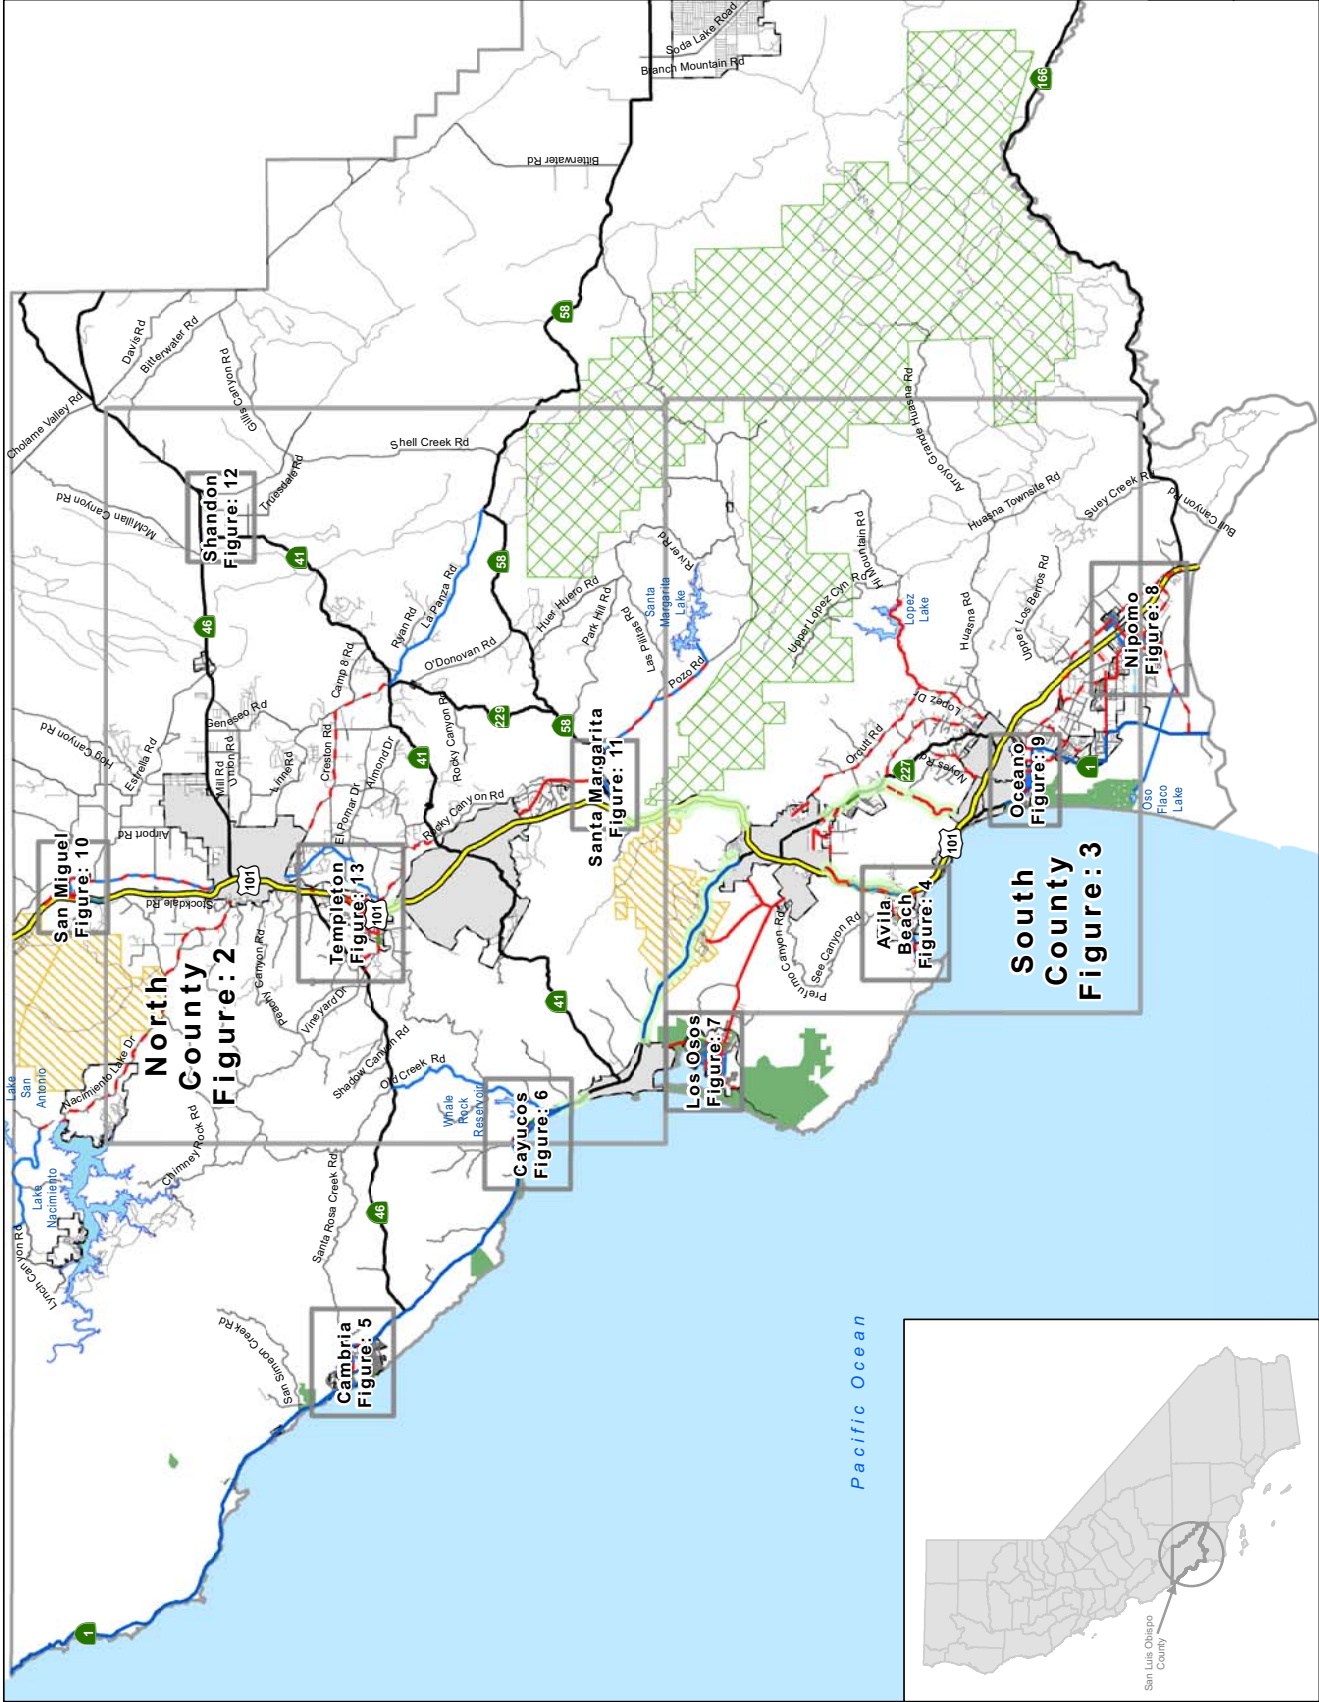 Lake
San
Antonio
Lake
Nacimiento
Lynch Canyon Rd
Nacimiento Lake Dr
Chimney Rock Rd
San Miguel
Figure: 10
Hog Canyon Rd
Estrella Rd
Airport Rd
Stockdale Rd
McMillan Canyon Rd
Cholame Valley Rd
Davis Rd
Bitterwater Rd
Gillis Canyon Rd
Shandon
Figure: 12
Truesdale Rd
Shell Creek Rd
Bitterwater Rd
Soda Lake Road
Branch Mountain Rd
46
41
101
Mill Rd
Union Rd
Geneseo Rd
Linne Rd
Creston Rd
Camp 8 Rd
El Pomar Dr
Almond Dr
Ryan Rd
La Panza Rd
O'Donovan Rd
Rocky Canyon Rd
Rocky Canyon Rd
41
229
58
58
58
North
County
Figure: 2
Peachy Canyon Rd
Vineyard Dr
Templeton
Figure: 13
101
Shadow Canyon Rd
Old Creek Rd
Santa Rosa Creek Rd
46
41
Whale
Rock
Reservoir
Cayucos
Figure: 6
San Simeon Creek Rd
Cambria
Figure: 5
1
Santa Margarita
Figure: 11
Huer Huero Rd
Park Hill Rd
Las Pilitas Rd
Santa
Margarita
Lake
River Rd
Pozo Rd
Los Osos
Figure: 7
Prefumo Canyon Rd
See Canyon Rd
Avila
Beach
Figure: 4
101
Orcutt Rd
227
Noyes Rd
Lopez Dr
Upper Lopez Cyn Rd
Hi Mountain Rd
Lopez
Lake
Huasna Rd
Arroyo Grande Huasna Rd
Huasna Townsite Rd
Upper Los Berros Rd
Suey Creek R
Bull Canyon Rd
166
South
County
Figure: 3
Oceano
Figure: 9
1
Nipomo
Figure: 8
Oso
Flaco
Lake
Pacific Ocean
San Luis Obispo
County